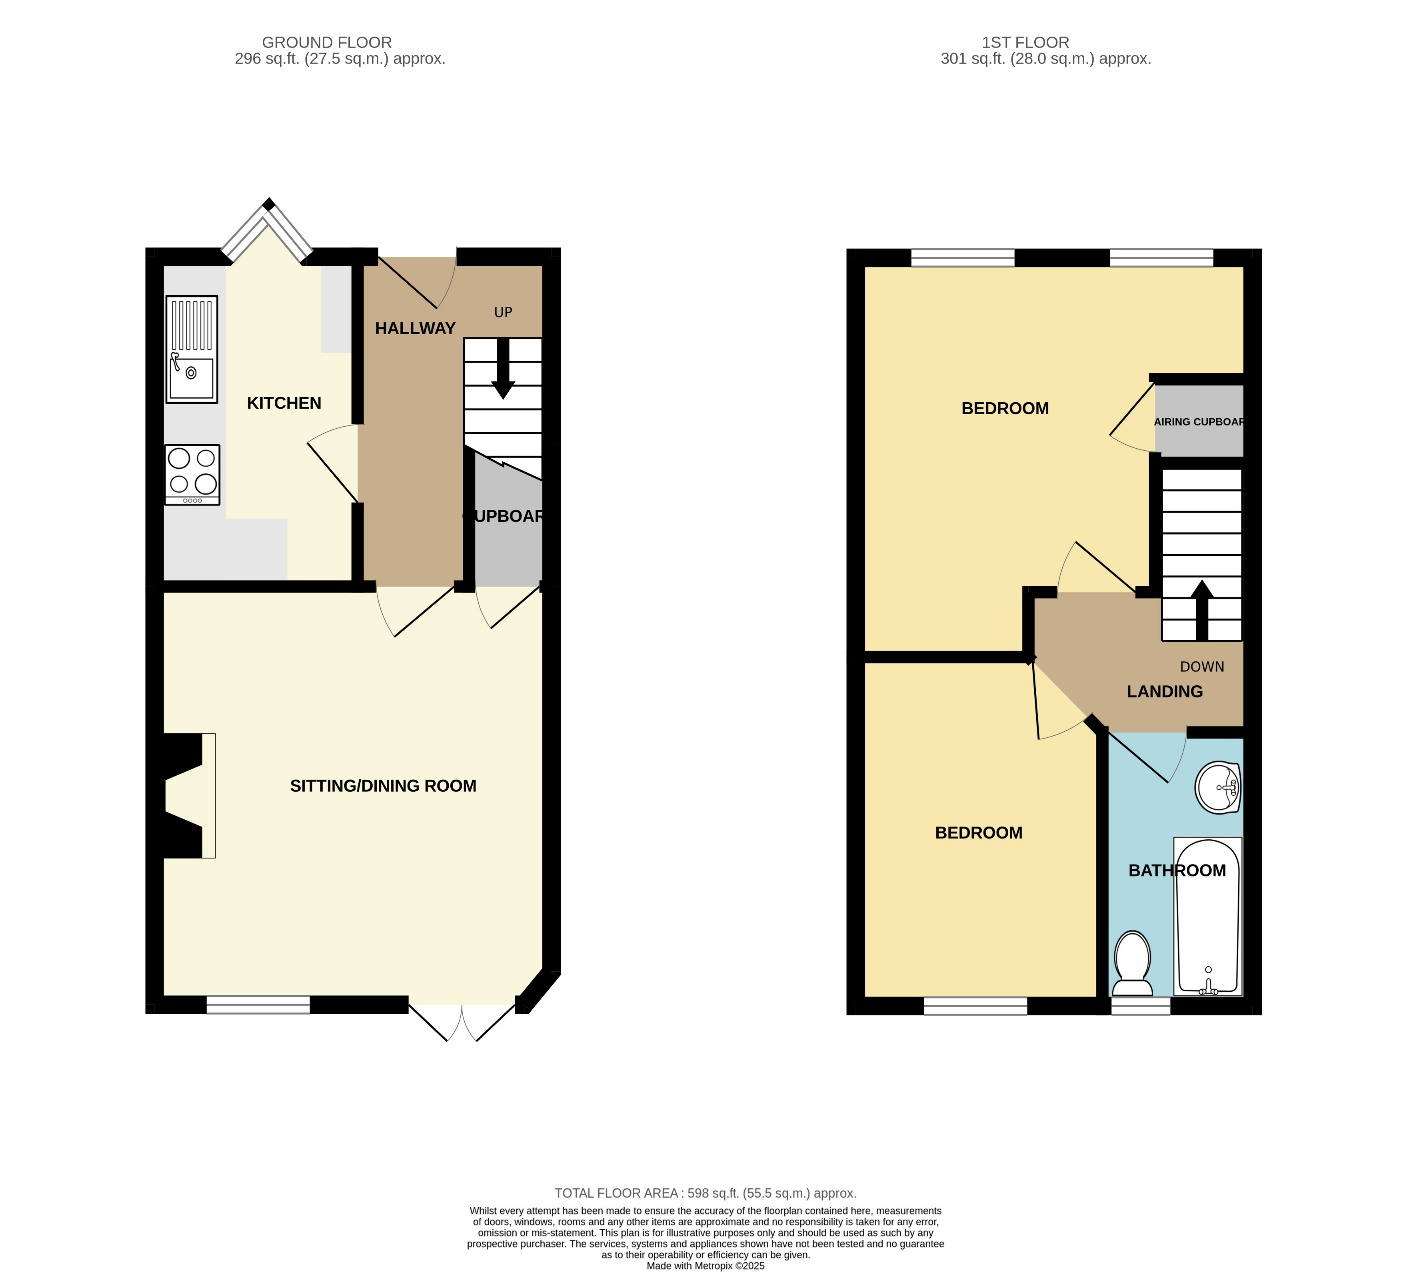 GROUND FLOOR
296 sq.ft. (27.5 sq.m.) approx.
1ST FLOOR
301 sq.ft. (28.0 sq.m.) approx.
HALLWAY
UP
KITCHEN
UPBOAR
SITTING/DINING ROOM
BEDROOM
AIRING CUPBOAR
DOWN
LANDING
BEDROOM
BATHROOM
TOTAL FLOOR AREA : 598 sq.ft. (55.5 sq.m.) approx.
Whilst every attempt has been made to ensure the accuracy of the floorplan contained here, measurements
of doors, windows, rooms and any other items are approximate and no responsibility is taken for any error,
omission or mis-statement. This plan is for illustrative purposes only and should be used as such by any
prospective purchaser. The services, systems and appliances shown have not been tested and no guarantee
as to their operability or efficiency can be given.
Made with Metropix ©2025